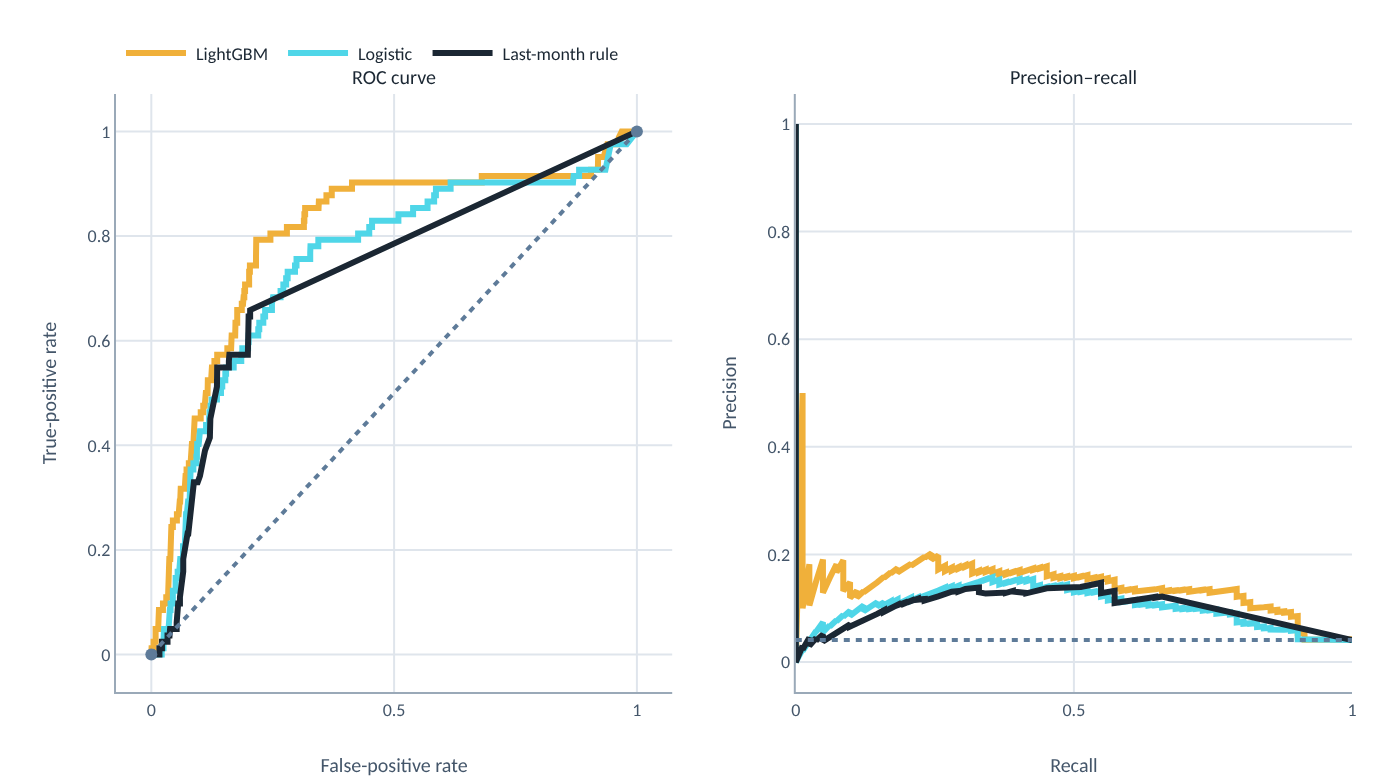 LightGBM Logistic Last-month rule
ROC curve
Precision–recall
1
0.8
0.6
0.4
0.2
0
0
0.5
1
True-positive rate
False-positive rate
1
0.8
0.6
0.4
0.2
0
0
0.5
1
Precision
Recall